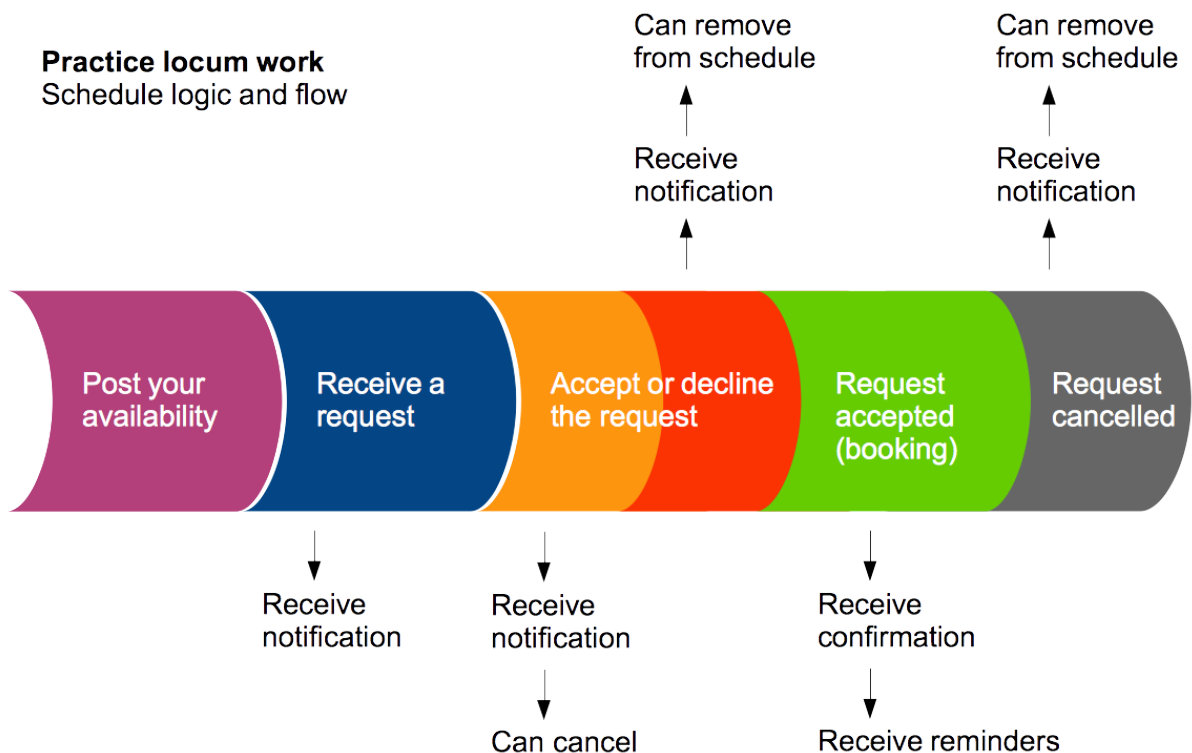 Practice locum work
Schedule logic and flow
Can remove
from schedule
Can remove
from schedule
Receive
notification
Receive
notification
Post your
availability
Receive a
request
Accept or decline
the request
Request
accepted
(booking)
Request
cancelled
Receive
notification
Receive
notification
Receive
confirmation
Can cancel
Receive reminders